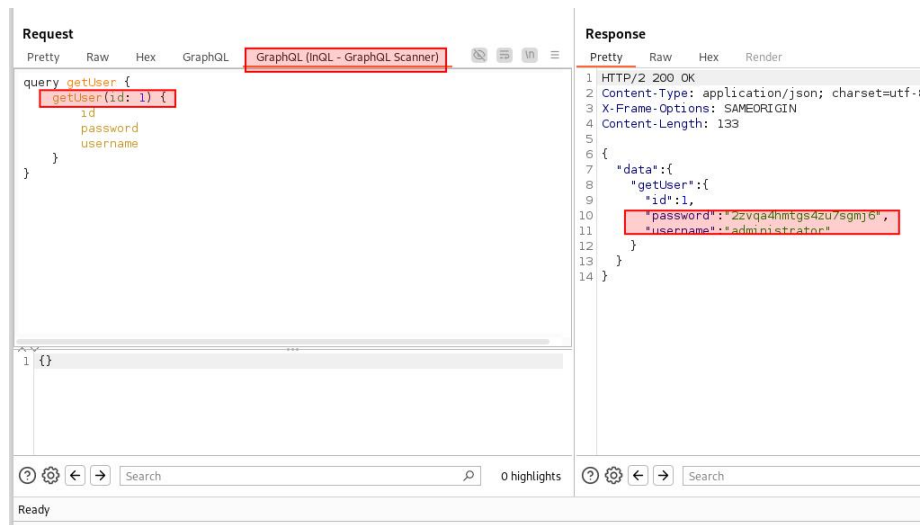 Request
Pretty Raw Hex GraphQL GraphQL (InQL - GraphQL Scanner) \n
query getUser {
getUser(id: 1) {
id
password
username
}
}
1 {}
Search 0 highlights
Ready
Response
Pretty Raw Hex Render
1 HTTP/2 200 OK
2 Content-Type: application/json; charset=utf-8
3 X-Frame-Options: SAMEORIGIN
4 Content-Length: 133
5
6 {
7 "data":{
8 "getUser":{
9 "id":1,
10 "password":"2zvqa4hmtgs4zu7sgmj6",
11 "username":"administrator"
12 }
13 }
14 }
Search